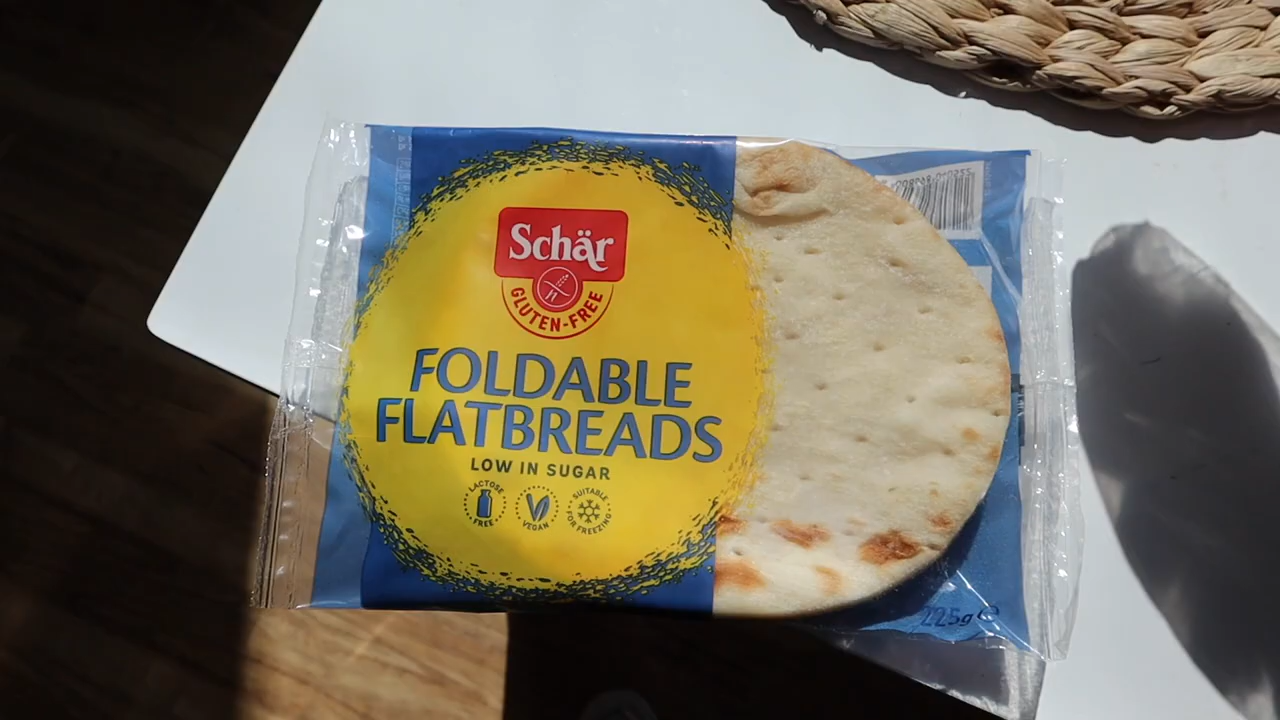 Schär
GLUTEN-FREE
FOLDABLE
FLATBREADS
LOW IN SUGAR
LACTOSE
FREE
VEGAN
SUITABLE
FOR FREEZING
225g e